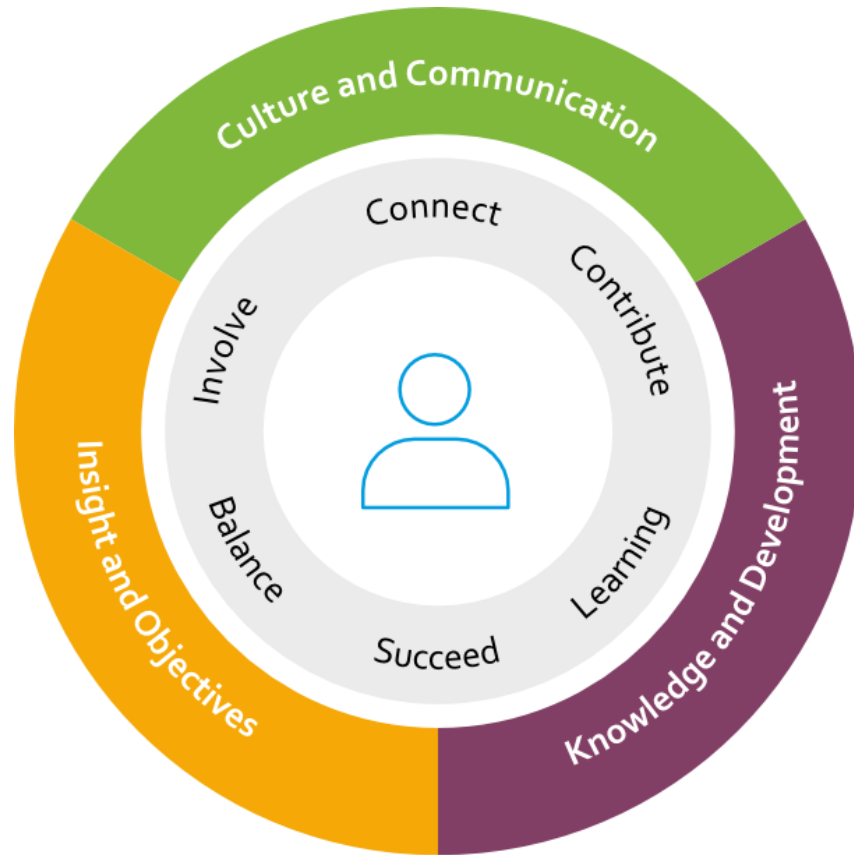 Culture and Communication
Knowledge and Development
Insight and Objectives
Connect
Contribute
Learning
Succeed
Balance
Involve